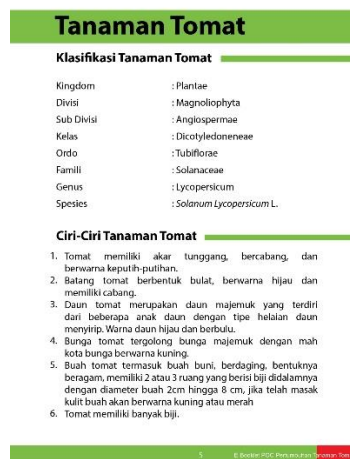 Tanaman Tomat
Klasifikasi Tanaman Tomat
Kingdom : Plantae
Divisi : Magnoliophyta
Sub Divisi : Angiospermae
Kelas : Dicotyledoneneae
Ordo : Tubiflorae
Famili : Solanaceae
Genus : Lycopersicum
Spesies : Solanum Lycopersicum L.
Ciri-Ciri Tanaman Tomat
1. Tomat memiliki akar tunggang, bercabang, dan
berwarna keputih-putihan.
2. Batang tomat berbentuk bulat, berwarna hijau dan
memiliki cabang.
3. Daun tomat merupakan daun majemuk yang terdiri
dari beberapa anak daun dengan tipe helaian daun
menyirip. Warna daun hijau dan berbulu.
4. Bunga tomat tergolong bunga majemuk dengan mah
kota bunga berwarna kuning.
5. Buah tomat termasuk buah buni, berdaging, bentuknya
beragam, memiliki 2 atau 3 ruang yang berisi biji didalamnya
dengan diameter buah 2cm hingga 8 cm, jika telah masak
kulit buah akan berwarna kuning atau merah
6. Tomat memiliki banyak biji.
5 E Booklet POC Pertumbuhan Tanaman Tom